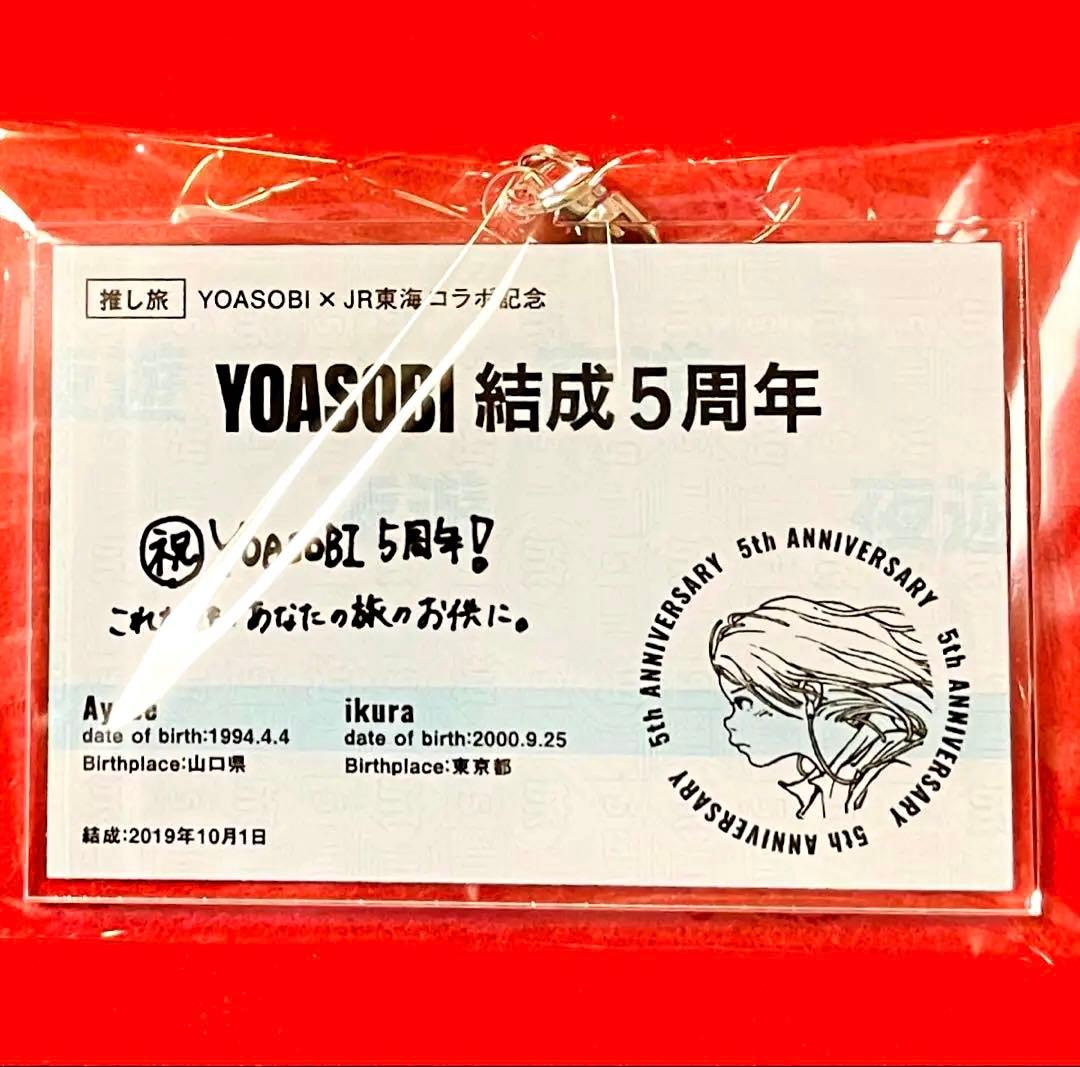 推し旅 YOASOBI×JR東海 コラボ記念
YOASOBI 結成5周年
祝 YOASOBI 5周年!
これ あなたの旅のお供に。
Ayase
date of birth:1994.4.4
Birthplace:山口県
ikura
date of birth:2000.9.25
Birthplace:東京都
結成:2019年10月1日
5th ANNIVERSARY 5th ANNIVERSARY 5th ANNIVERSARY 5th ANNIVERSARY